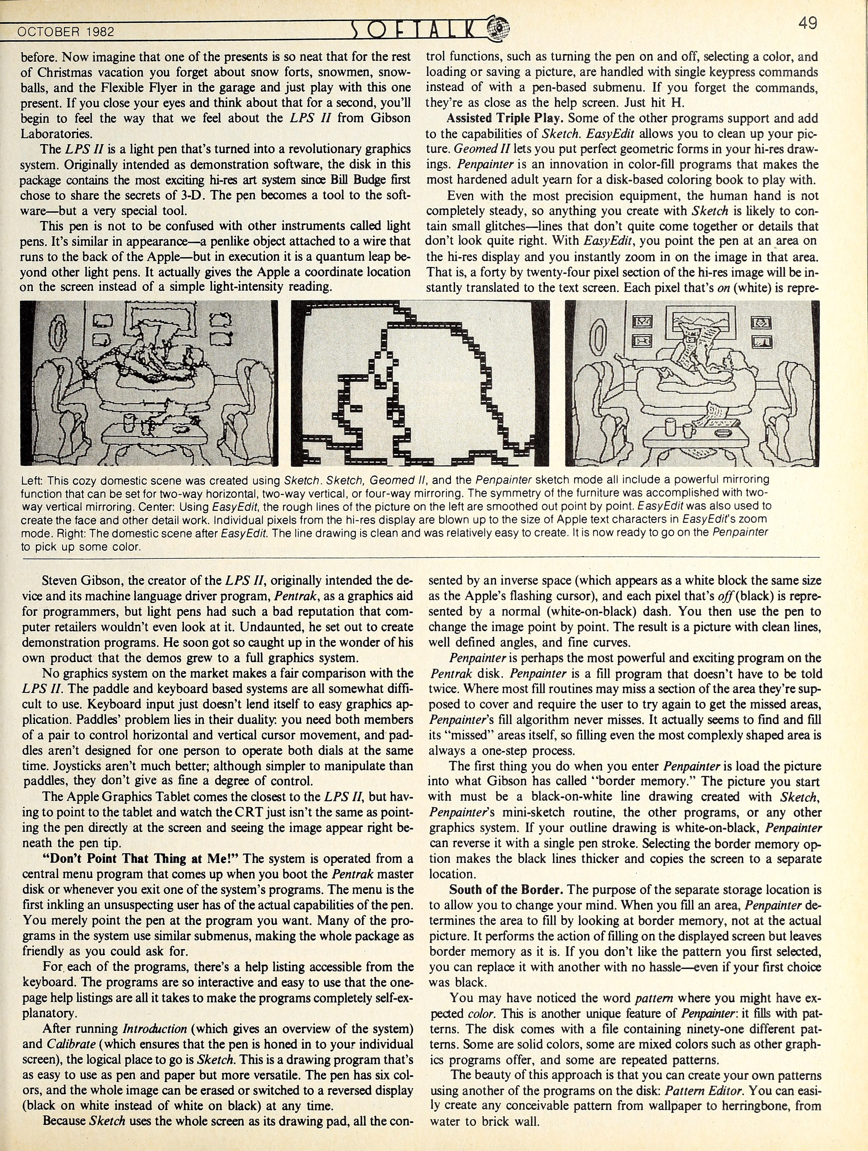 OCTOBER 1982
SOFTALK
49
before. Now imagine that one of the presents is so neat that for the rest
of Christmas vacation you forget about snow forts, snowmen, snow-
balls, and the Flexible Flyer in the garage and just play with this one
present. If you close your eyes and think about that for a second, you'll
begin to feel the way that we feel about the LPS II from Gibson
Laboratories.
The LPS II is a light pen that's turned into a revolutionary graphics
system. Originally intended as demonstration software, the disk in this
package contains the most exciting hi-res art system since Bill Budge first
chose to share the secrets of 3-D. The pen becomes a tool to the soft-
ware—but a very special tool.
This pen is not to be confused with other instruments called light
pens. It's similar in appearance—a penlike object attached to a wire that
runs to the back of the Apple—but in execution it is a quantum leap be-
yond other light pens. It actually gives the Apple a coordinate location
on the screen instead of a simple light-intensity reading.
trol functions, such as turning the pen on and off, selecting a color, and
loading or saving a picture, are handled with single keypress commands
instead of with a pen-based submenu. If you forget the commands,
they're as close as the help screen. Just hit H.
Assisted Triple Play. Some of the other programs support and add
to the capabilities of Sketch. EasyEdit allows you to clean up your pic-
ture. Geomed II lets you put perfect geometric forms in your hi-res draw-
ings. Penpainter is an innovation in color-fill programs that makes the
most hardened adult yearn for a disk-based coloring book to play with.
Even with the most precision equipment, the human hand is not
completely steady, so anything you create with Sketch is likely to con-
tain small glitches—lines that don't quite come together or details that
don't look quite right. With EasyEdit, you point the pen at an area on
the hi-res display and you instantly zoom in on the image in that area.
That is, a forty by twenty-four pixel section of the hi-res image will be in-
stantly translated to the text screen. Each pixel that's on (white) is repre-
Left: This cozy domestic scene was created using Sketch. Sketch, Geomed II, and the Penpainter sketch mode all include a powerful mirroring
function that can be set for two-way horizontal, two-way vertical, or four-way mirroring. The symmetry of the furniture was accomplished with two-
way vertical mirroring. Center: Using EasyEdit, the rough lines of the picture on the left are smoothed out point by point. EasyEdit was also used to
create the face and other detail work. Individual pixels from the hi-res display are blown up to the size of Apple text characters in EasyEdit's zoom
mode. Right: The domestic scene after EasyEdit. The line drawing is clean and was relatively easy to create. It is now ready to go on the Penpainter
to pick up some color.
Steven Gibson, the creator of the LPS II, originally intended the de-
vice and its machine language driver program, Pentrak, as a graphics aid
for programmers, but light pens had such a bad reputation that com-
puter retailers wouldn't even look at it. Undaunted, he set out to create
demonstration programs. He soon got so caught up in the wonder of his
own product that the demos grew to a full graphics system.
No graphics system on the market makes a fair comparison with the
LPS II. The paddle and keyboard based systems are all somewhat diffi-
cult to use. Keyboard input just doesn't lend itself to easy graphics ap-
plication. Paddles' problem lies in their duality: you need both members
of a pair to control horizontal and vertical cursor movement, and pad-
dles aren't designed for one person to operate both dials at the same
time. Joysticks aren't much better; although simpler to manipulate than
paddles, they don't give as fine a degree of control.
The Apple Graphics Tablet comes the closest to the LPS II, but hav-
ing to point to the tablet and watch the CRT just isn't the same as point-
ing the pen directly at the screen and seeing the image appear right be-
neath the pen tip.
"Don't Point That Thing at Me!" The system is operated from a
central menu program that comes up when you boot the Pentrak master
disk or whenever you exit one of the system's programs. The menu is the
first inkling an unsuspecting user has of the actual capabilities of the pen.
You merely point the pen at the program you want. Many of the pro-
grams in the system use similar submenus, making the whole package as
friendly as you could ask for.
For each of the programs, there's a help listing accessible from the
keyboard. The programs are so interactive and easy to use that the one-
page help listings are all it takes to make the programs completely self-ex-
planatory.
After running Introduction (which gives an overview of the system)
and Calibrate (which ensures that the pen is honed in to your individual
screen), the logical place to go is Sketch. This is a drawing program that's
as easy to use as pen and paper but more versatile. The pen has six col-
ors, and the whole image can be erased or switched to a reversed display
(black on white instead of white on black) at any time.
Because Sketch uses the whole screen as its drawing pad, all the con-
sented by an inverse space (which appears as a white block the same size
as the Apple's flashing cursor), and each pixel that's off (black) is repre-
sented by a normal (white-on-black) dash. You then use the pen to
change the image point by point. The result is a picture with clean lines,
well defined angles, and fine curves.
Penpainter is perhaps the most powerful and exciting program on the
Pentrak disk. Penpainter is a fill program that doesn't have to be told
twice. Where most fill routines may miss a section of the area they're sup-
posed to cover and require the user to try again to get the missed areas,
Penpainter's fill algorithm never misses. It actually seems to find and fill
its "missed" areas itself, so filling even the most complexly shaped area is
always a one-step process.
The first thing you do when you enter Penpainter is load the picture
into what Gibson has called "border memory." The picture you start
with must be a black-on-white line drawing created with Sketch,
Penpainter's mini-sketch routine, the other programs, or any other
graphics system. If your outline drawing is white-on-black, Penpainter
can reverse it with a single pen stroke. Selecting the border memory op-
tion makes the black lines thicker and copies the screen to a separate
location.
South of the Border. The purpose of the separate storage location is
to allow you to change your mind. When you fill an area, Penpainter de-
termines the area to fill by looking at border memory, not at the actual
picture. It performs the action of filling on the displayed screen but leaves
border memory as it is. If you don't like the pattern you first selected,
you can replace it with another with no hassle—even if your first choice
was black.
You may have noticed the word pattern where you might have ex-
pected color. This is another unique feature of Penpainter: it fills with pat-
terns. The disk comes with a file containing ninety-one different pat-
terns. Some are solid colors, some are mixed colors such as other graph-
ics programs offer, and some are repeated patterns.
The beauty of this approach is that you can create your own patterns
using another of the programs on the disk: Pattern Editor. You can easi-
ly create any conceivable pattern from wallpaper to herringbone, from
water to brick wall.